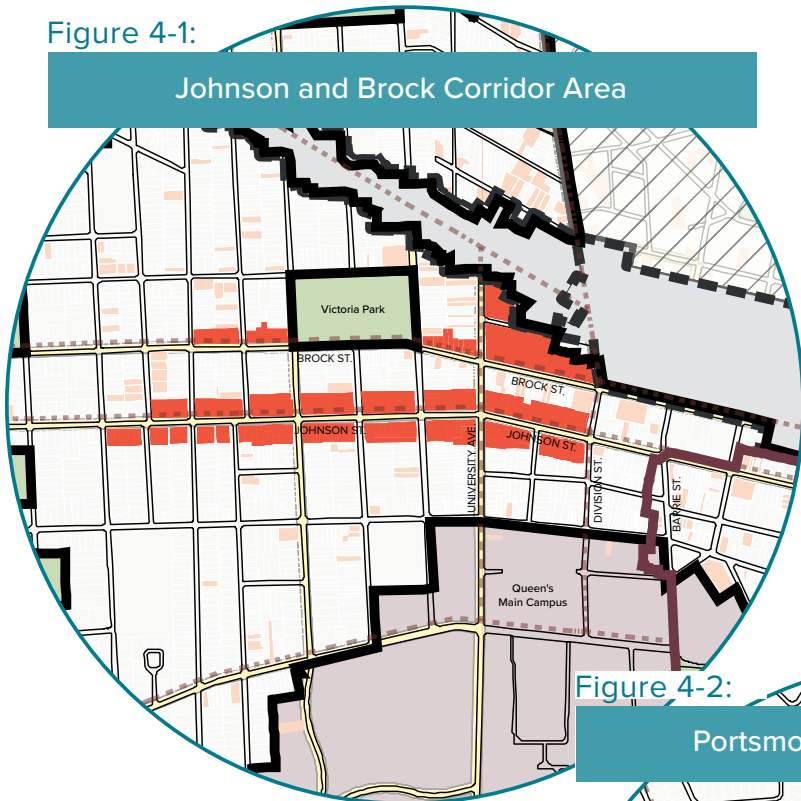 Figure 4-1:
Johnson and Brock Corridor Area
Victoria Park
BROCK ST.
BROCK ST.
JOHNSON ST.
JOHNSON ST.
UNIVERSITY AVE.
DIVISION ST.
BARRIE ST.
Queen's
Main Campus
Figure 4-2:
Portsmo